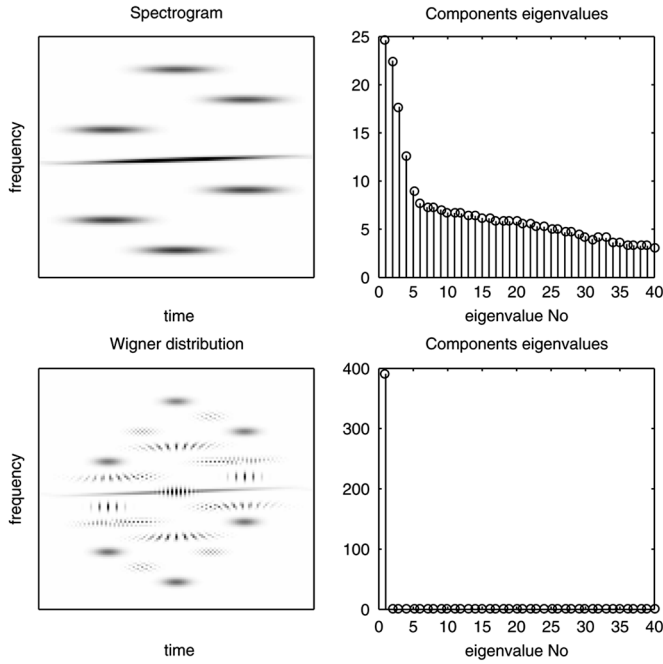 Spectrogram
frequency
time
Components eigenvalues
25
20
15
10
5
0
0 5 10 15 20 25 30 35 40
eigenvalue No
Wigner distribution
frequency
time
Components eigenvalues
400
300
200
100
0
0 5 10 15 20 25 30 35 40
eigenvalue No